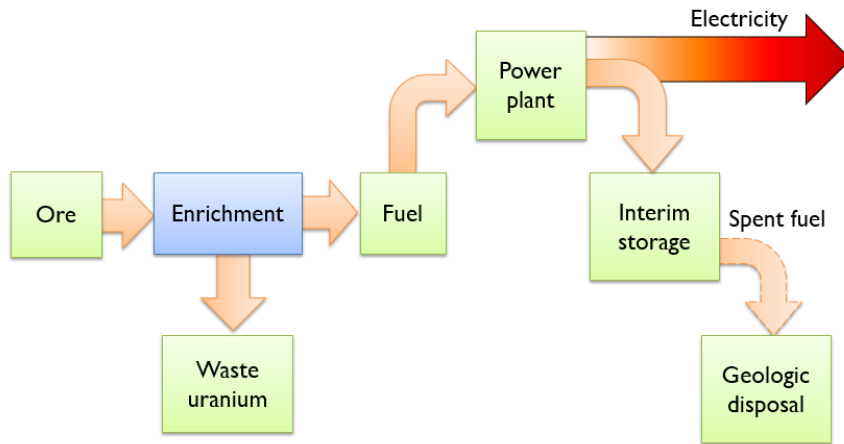 Electricity
Power
plant
Ore
Enrichment
Fuel
Interim
storage
Spent fuel
Waste
uranium
Geologic
disposal